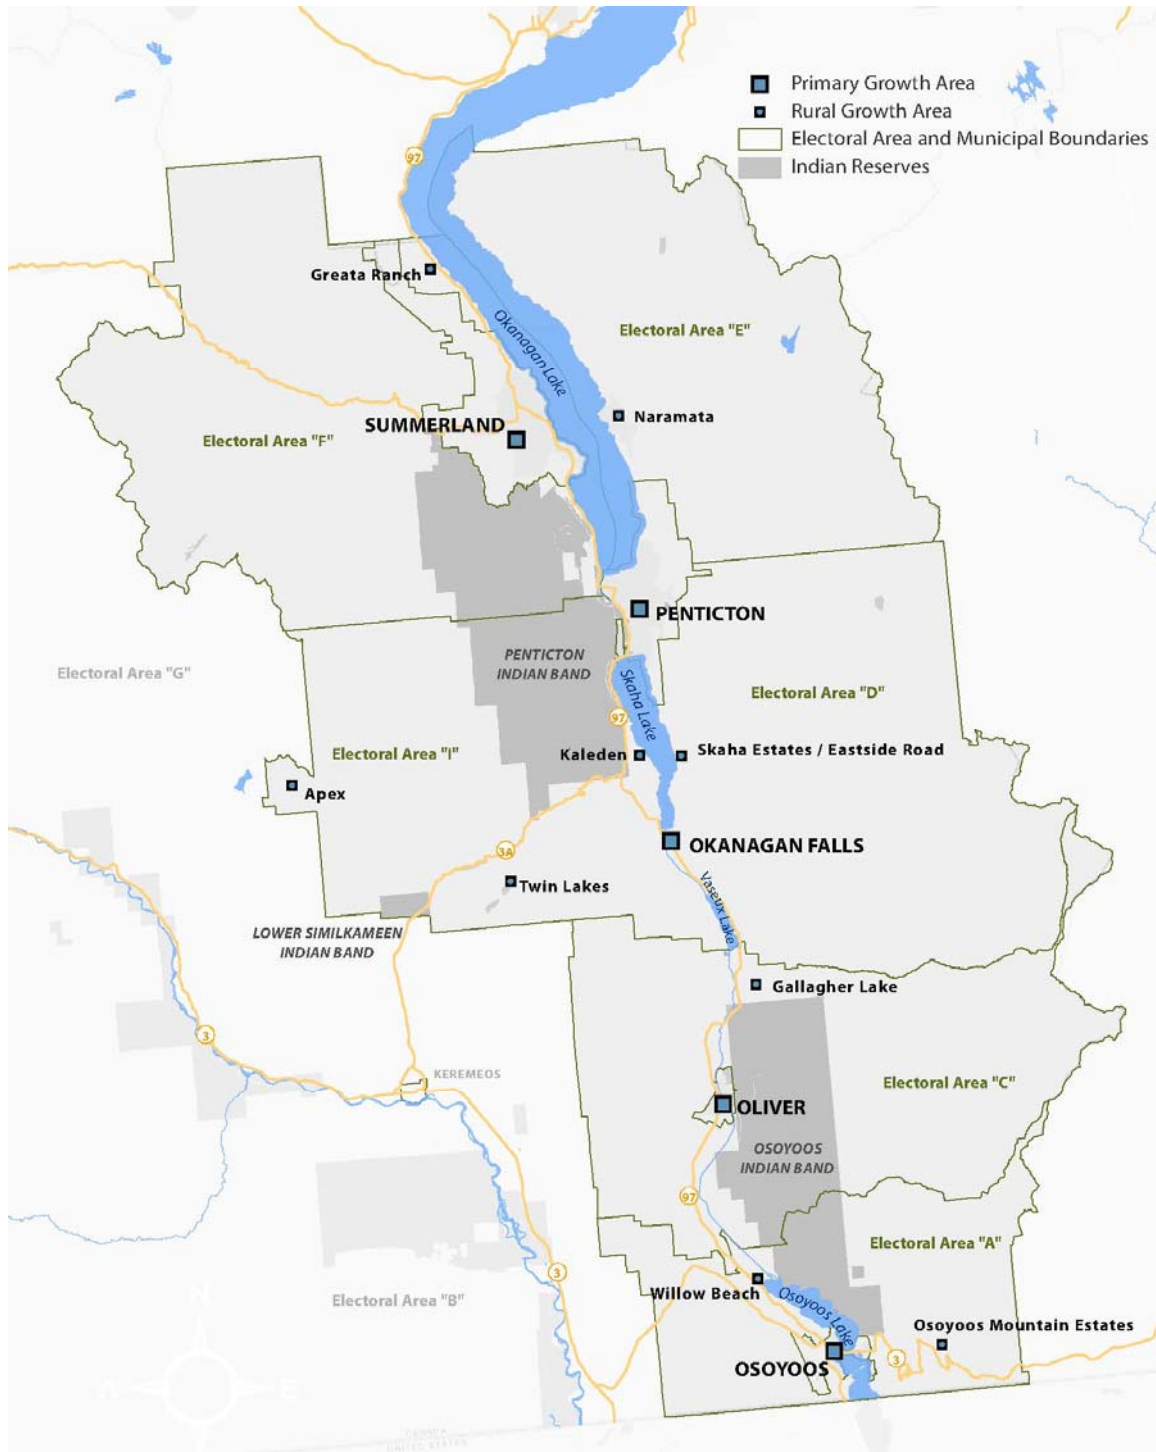 Primary Growth Area
Rural Growth Area
Electoral Area and Municipal Boundaries
Indian Reserves
97
Greata Ranch
Okanagan Lake
Electoral Area "E"
Naramata
SUMMERLAND
Electoral Area "F"
PENTICTON
PENTICTON
INDIAN BAND
Electoral Area "G"
Skaha Lake
Electoral Area "D"
97
Electoral Area "I"
Kaleden
Skaha Estates / Eastside Road
Apex
OKANAGAN FALLS
3A
Vaseux Lake
Twin Lakes
LOWER SIMILKAMEEN
INDIAN BAND
Gallagher Lake
3
KEREMEOS
Electoral Area "C"
OLIVER
OSOYOOS
INDIAN BAND
97
Electoral Area "A"
3
Willow Beach
Osoyoos Lake
Electoral Area "B"
N
W
E
Osoyoos Mountain Estates
3
OSOYOOS
CANADA
UNITED STATES